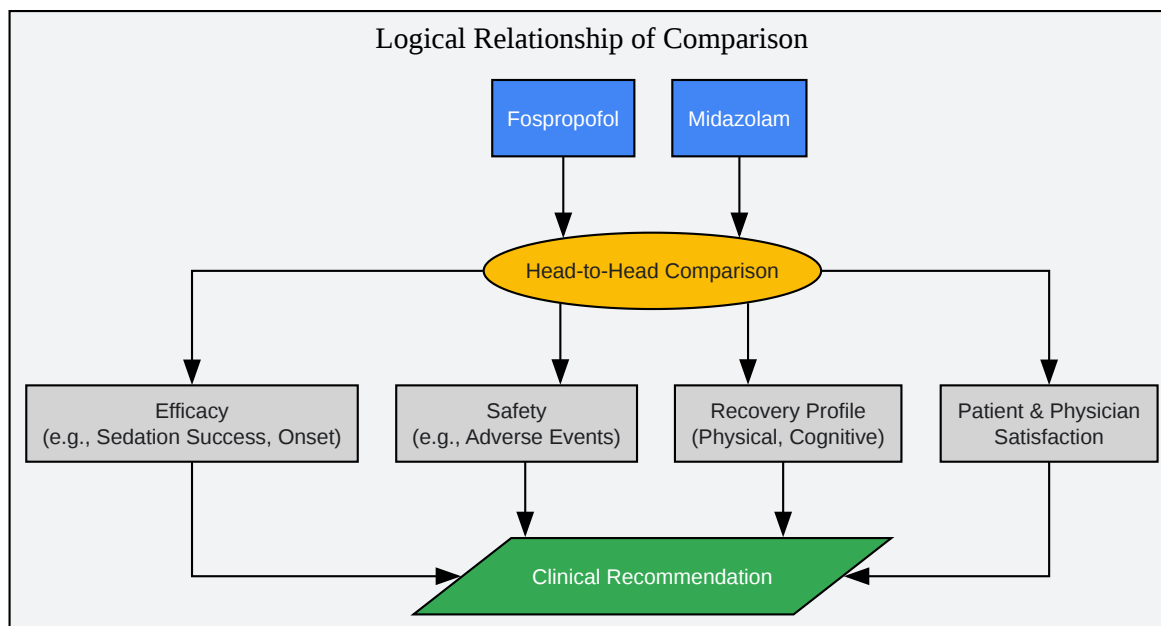 Logical Relationship of Comparison
Fospropofol
Midazolam
Head-to-Head Comparison
Efficacy
(e.g., Sedation Success, Onset)
Safety
(e.g., Adverse Events)
Recovery Profile
(Physical, Cognitive)
Patient & Physician
Satisfaction
Clinical Recommendation